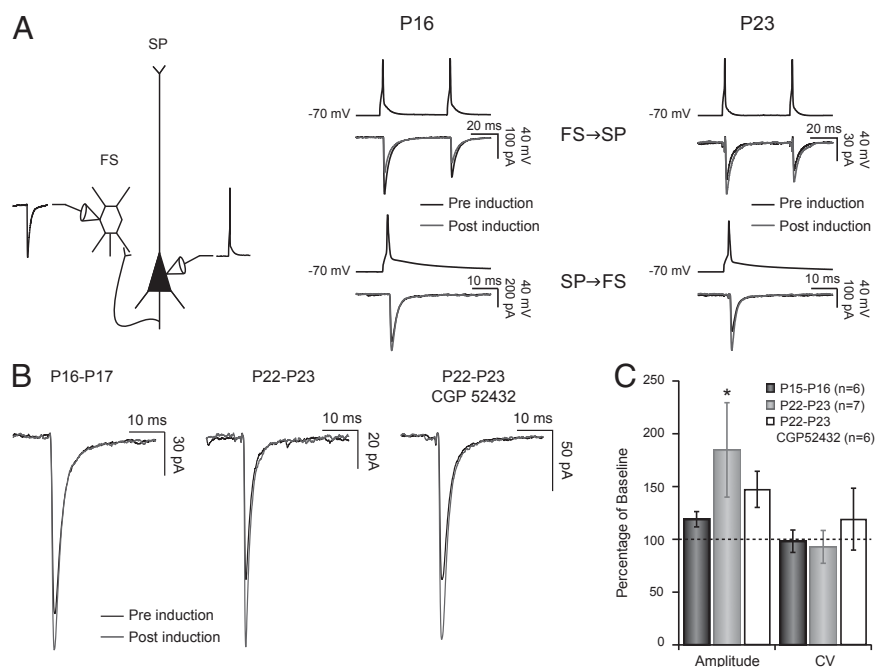 A
SP
FS
P16
-70 mV
20 ms
40 mV
100 pA
Pre induction
Post induction
-70 mV
10 ms
40 mV
200 pA
FS→SP
SP→FS
P23
-70 mV
20 ms
40 mV
30 pA
Pre induction
Post induction
-70 mV
10 ms
40 mV
100 pA
B
P16-P17
10 ms
30 pA
P22-P23
10 ms
20 pA
P22-P23
CGP 52432
10 ms
50 pA
Pre induction
Post induction
C
Percentage of Baseline
250
200
150
100
50
0
*
P15-P16 (n=6)
P22-P23 (n=7)
P22-P23
CGP52432 (n=6)
Amplitude
CV